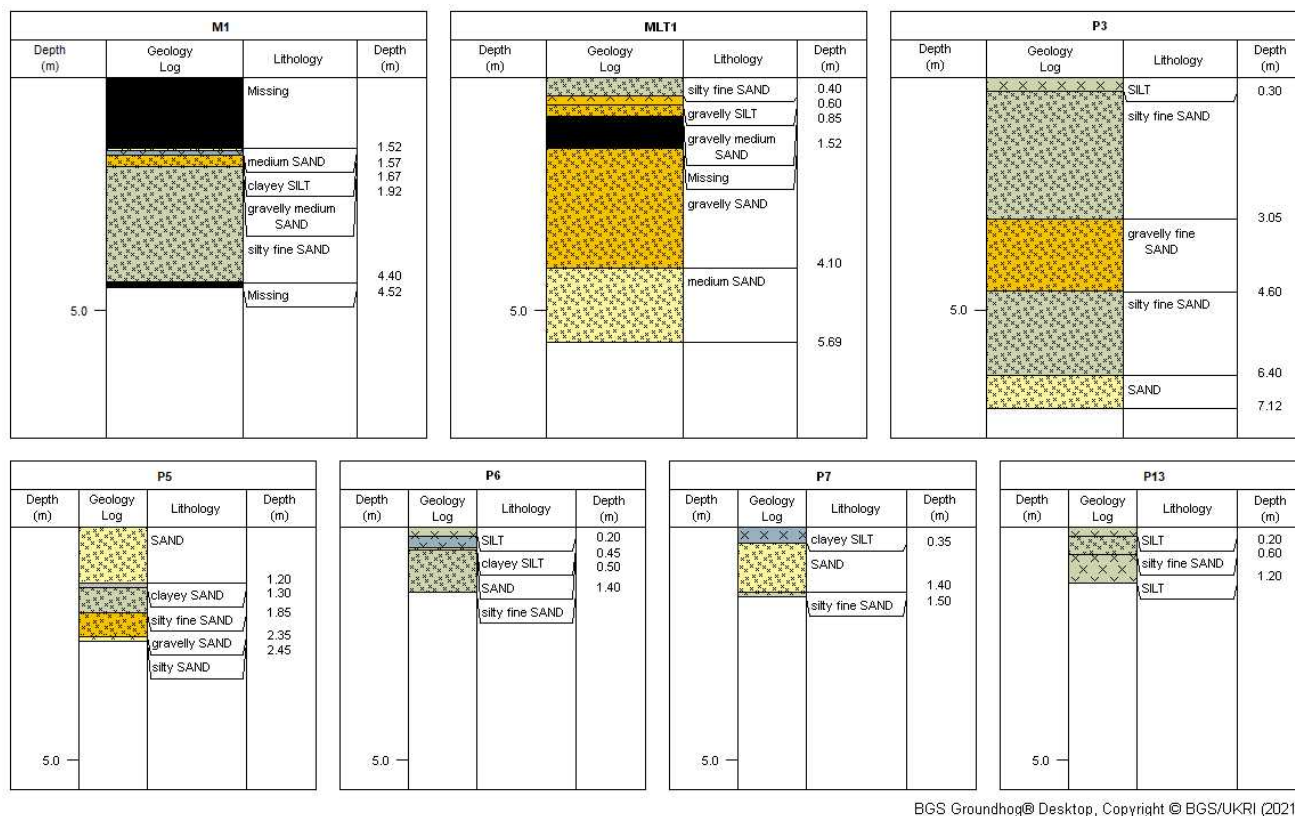 M1
Depth
(m)
Geology
Log
Lithology
Depth
(m)
Missing
1.52
medium SAND
1.57
clayey SILT
1.67
1.92
gravelly medium
SAND
silty fine SAND
4.40
Missing
4.52
5.0
MLT1
Depth
(m)
Geology
Log
Lithology
Depth
(m)
silty fine SAND
0.40
0.60
gravelly SILT
0.85
gravelly medium
SAND
1.52
Missing
gravelly SAND
4.10
medium SAND
5.0
5.69
P3
Depth
(m)
Geology
Log
Lithology
Depth
(m)
SILT
0.30
silty fine SAND
3.05
gravelly fine
SAND
4.60
silty fine SAND
5.0
6.40
SAND
7.12
P5
Depth
(m)
Geology
Log
Lithology
Depth
(m)
SAND
1.20
clayey SAND
1.30
silty fine SAND
1.85
gravelly SAND
2.35
2.45
silty SAND
5.0
P6
Depth
(m)
Geology
Log
Lithology
Depth
(m)
SILT
0.20
0.45
clayey SILT
0.50
SAND
1.40
silty fine SAND
5.0
P7
Depth
(m)
Geology
Log
Lithology
Depth
(m)
clayey SILT
0.35
SAND
1.40
silty fine SAND
1.50
5.0
P13
Depth
(m)
Geology
Log
Lithology
Depth
(m)
SILT
0.20
0.60
silty fine SAND
1.20
SILT
5.0
BGS Groundhog® Desktop, Copyright © BGS/UKRI (2021